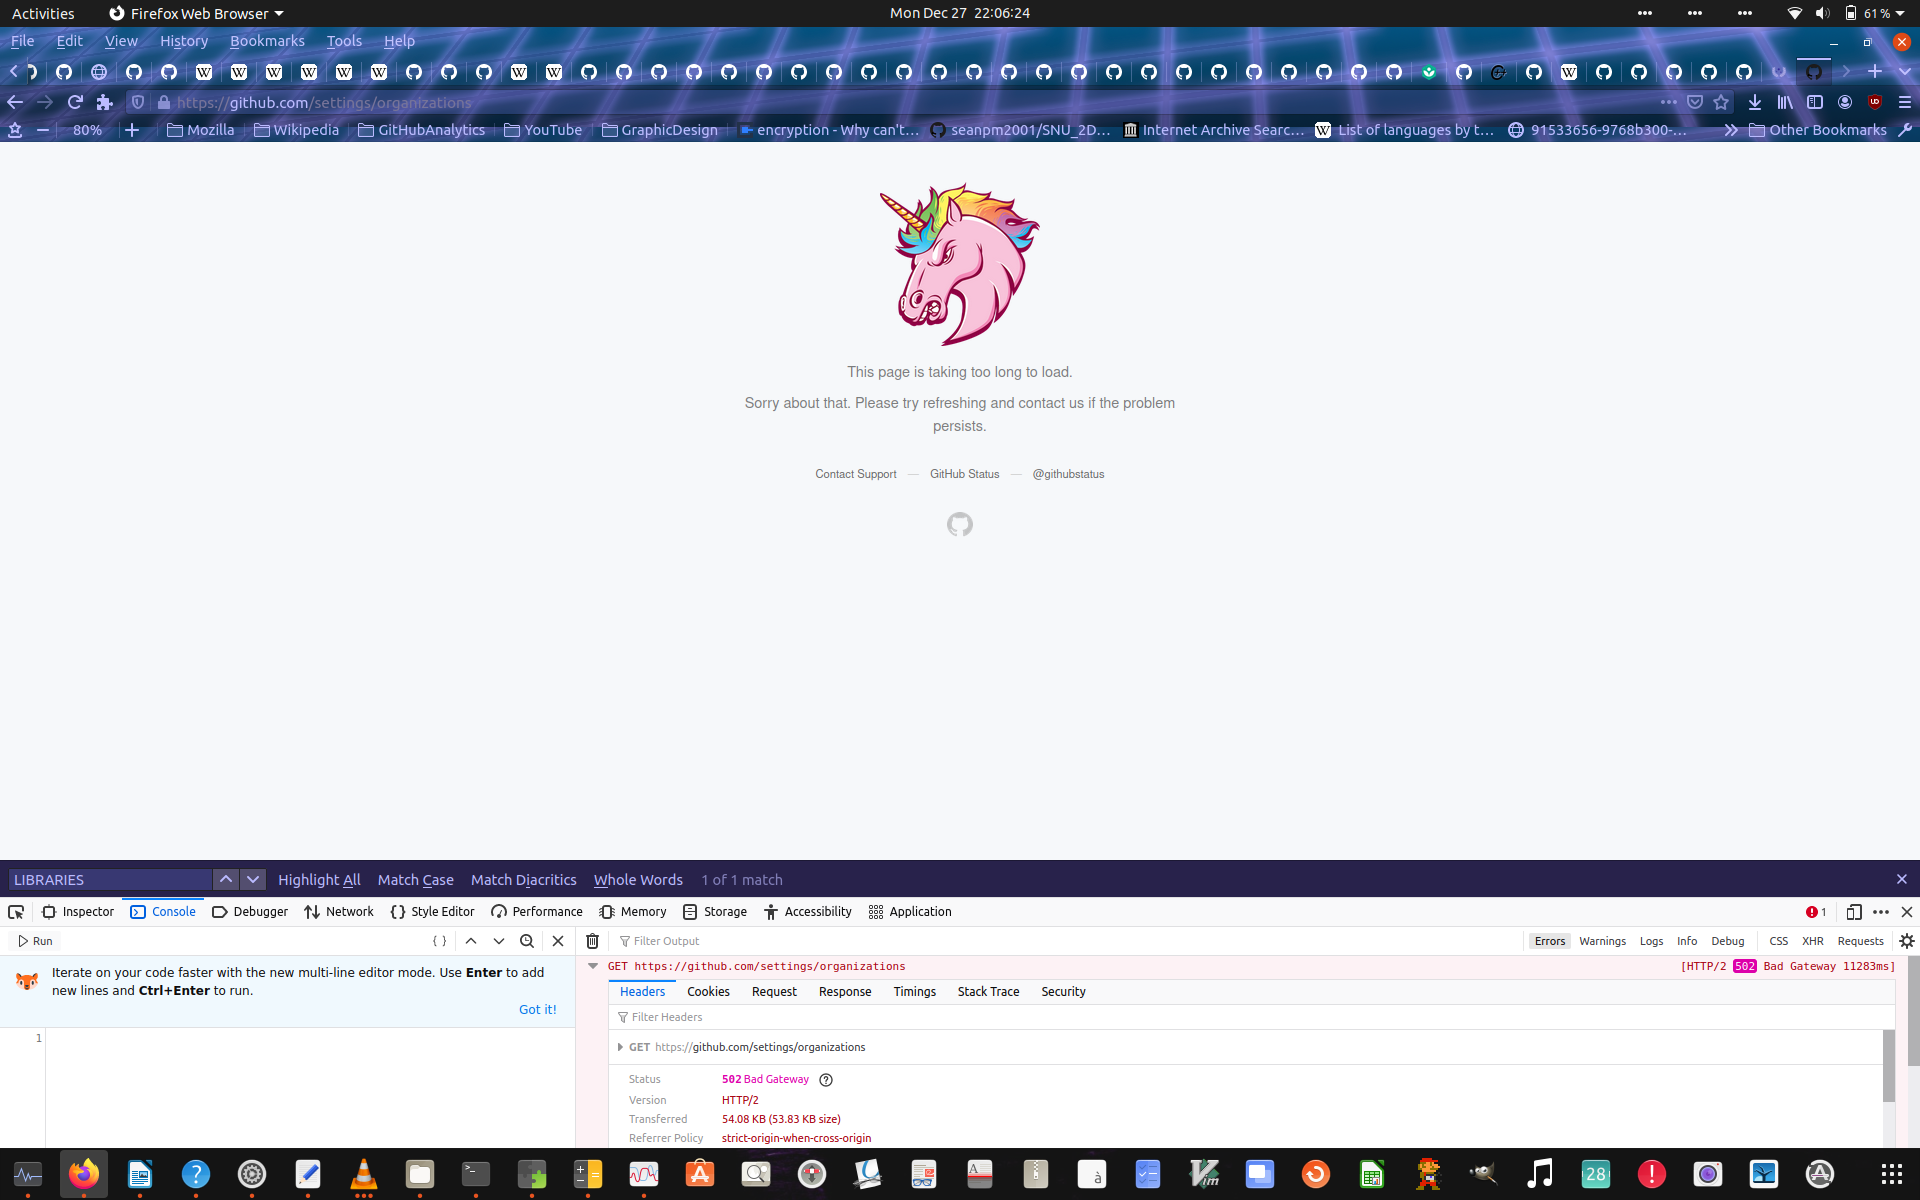 Activities Firefox Web Browser Mon Dec 27 22:06:24 61 %
File Edit View History Bookmarks Tools Help
https://github.com/settings/organizations
80% Mozilla Wikipedia GitHubAnalytics YouTube GraphicDesign encryption - Why can't… seanpm2001/SNU_2D… Internet Archive Searc… List of languages by t… 91533656-9768b300-… Other Bookmarks
This page is taking too long to load.
Sorry about that. Please try refreshing and contact us if the problem
persists.
Contact Support — GitHub Status — @githubstatus
LIBRARIES Highlight All Match Case Match Diacritics Whole Words 1 of 1 match
Inspector Console Debugger Network Style Editor Performance Memory Storage Accessibility Application 1
Run Filter Output Errors Warnings Logs Info Debug CSS XHR Requests
Iterate on your code faster with the new multi-line editor mode. Use Enter to add
new lines and Ctrl+Enter to run.
Got it!
1
GET https://github.com/settings/organizations [HTTP/2 502 Bad Gateway 11283ms]
Headers Cookies Request Response Timings Stack Trace Security
Filter Headers
GET https://github.com/settings/organizations
Status 502 Bad Gateway
Version HTTP/2
Transferred 54.08 KB (53.83 KB size)
Referrer Policy strict-origin-when-cross-origin
28